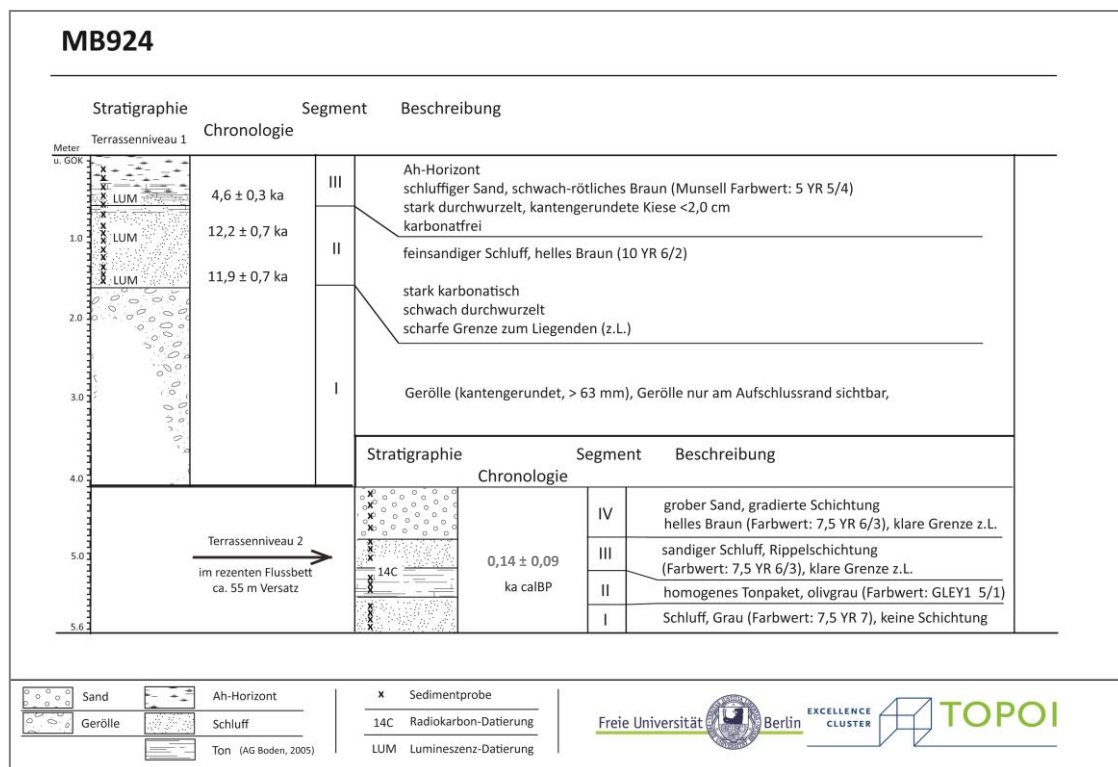 MB924
Stratigraphie
Segment
Beschreibung
Chronologie
Terrassenniveau 1
Meter
u. GOK
1.0
2.0
3.0
4.0
5.0
5.6
LUM
LUM
LUM
4,6 ± 0,3 ka
12,2 ± 0,7 ka
11,9 ± 0,7 ka
III
II
I
Ah-Horizont
schluffiger Sand, schwach-rötliches Braun (Munsell Farbwert: 5 YR 5/4)
stark durchwurzelt, kantengerundete Kiese <2,0 cm
karbonatfrei
feinsandiger Schluff, helles Braun (10 YR 6/2)
stark karbonatisch
schwach durchwurzelt
scharfe Grenze zum Liegenden (z.L.)
Gerölle (kantengerundet, > 63 mm), Gerölle nur am Aufschlussrand sichtbar,
Stratigraphie
Segment
Beschreibung
Chronologie
Terrassenniveau 2
im rezenten Flussbett
ca. 55 m Versatz
14C
0,14 ± 0,09
ka calBP
IV
III
II
I
grober Sand, gradierte Schichtung
helles Braun (Farbwert: 7,5 YR 6/3), klare Grenze z.L.
sandiger Schluff, Rippelschichtung
(Farbwert: 7,5 YR 6/3), klare Grenze z.L.
homogenes Tonpaket, olivgrau (Farbwert: GLEY1 5/1)
Schluff, Grau (Farbwert: 7,5 YR 7), keine Schichtung
Sand
Gerölle
Ah-Horizont
Schluff
Ton (AG Boden, 2005)
x Sedimentprobe
14C Radiokarbon-Datierung
LUM Lumineszenz-Datierung
Freie Universität Berlin
EXCELLENCE
CLUSTER
TOPOI